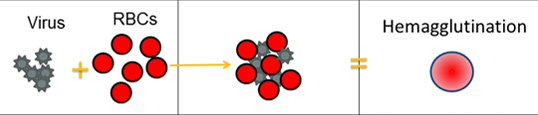 Virus
RBCs
+
=
Hemagglutination